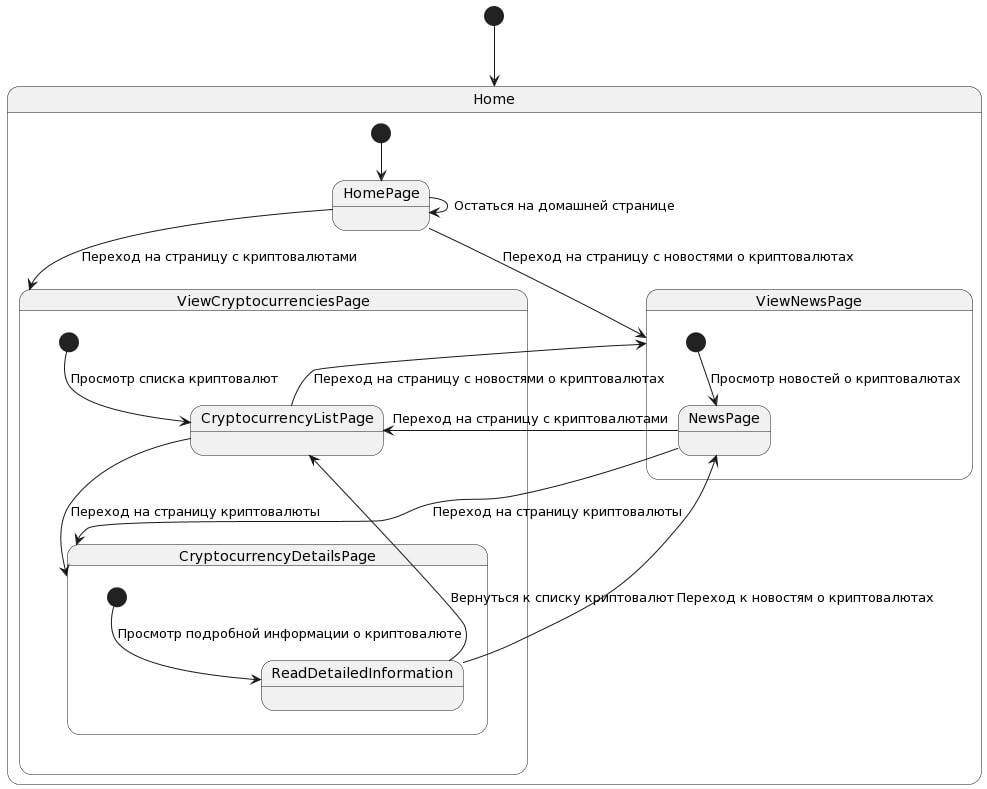 Home
HomePage
Остаться на домашней странице
Переход на страницу с криптовалютами
Переход на страницу с новостями о криптовалютах
ViewCryptocurrenciesPage
ViewNewsPage
Просмотр списка криптовалют
Переход на страницу с новостями о криптовалютах
Просмотр новостей о криптовалютах
CryptocurrencyListPage
Переход на страницу с криптовалютами
NewsPage
Переход на страницу криптовалюты
Переход на страницу криптовалюты
CryptocurrencyDetailsPage
Вернуться к списку криптовалют
Переход к новостям о криптовалютах
Просмотр подробной информации о криптовалюте
ReadDetailedInformation